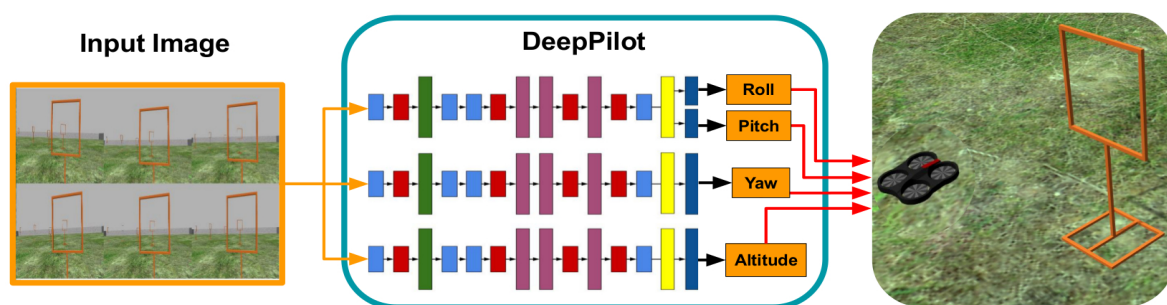 Input Image
DeepPilot
Roll
Pitch
Yaw
Altitude